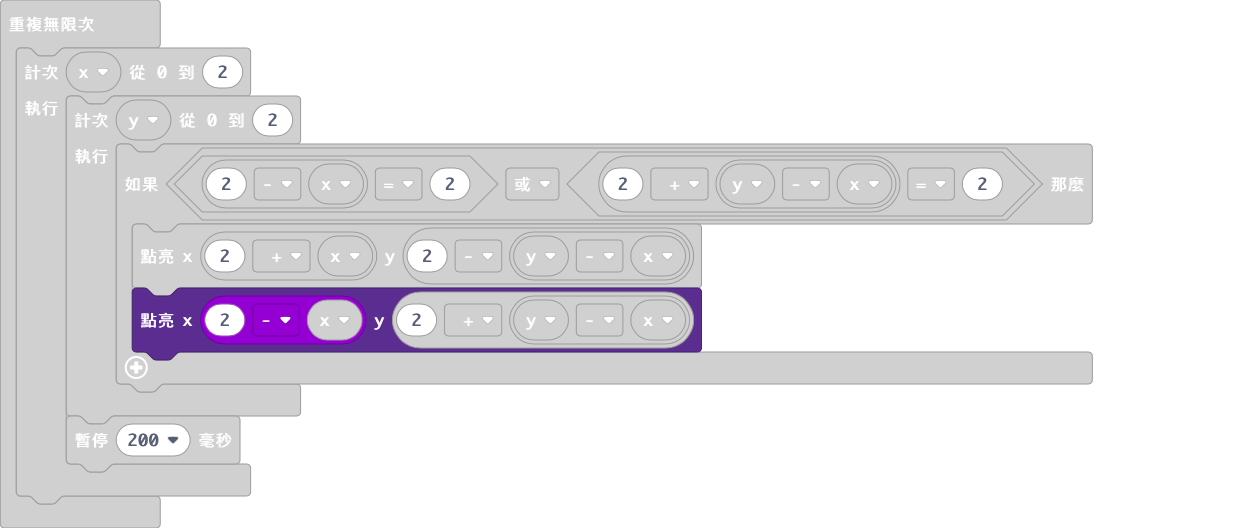 重複無限次
計次 x 從 0 到 2
執行
計次 y 從 0 到 2
執行
如果 2 - x = 2 或 2 + y - x = 2 那麼
點亮 x 2 + x y 2 - y - x
點亮 x 2 - x y 2 + y - x
暫停 200 毫秒